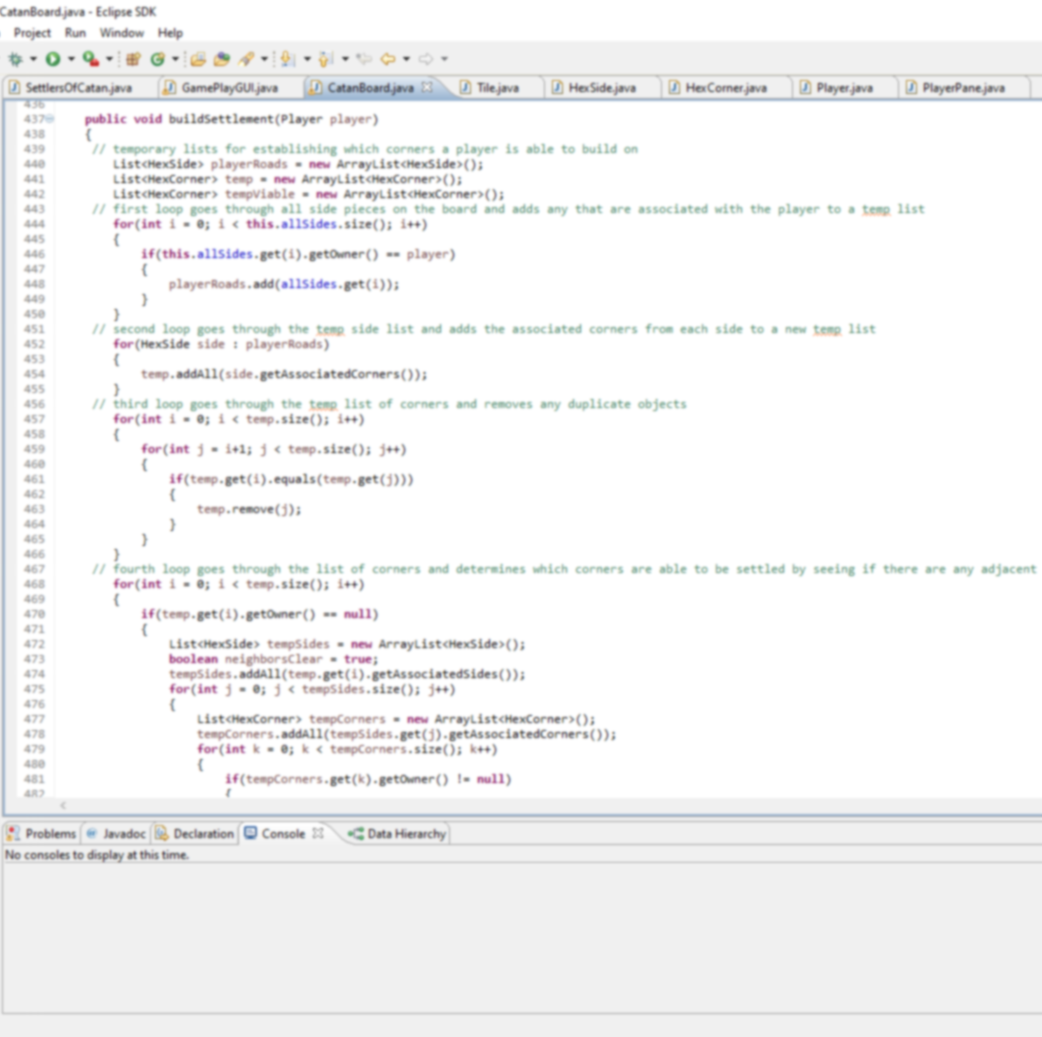 CatanBoard.java - Eclipse SDK
Project Run Window Help
SettlersOfCatan.java GamePlayGUI.java CatanBoard.java Tile.java HexSide.java HexCorner.java Player.java PlayerPane.java
436
437 public void buildSettlement(Player player)
438 {
439 // temporary lists for establishing which corners a player is able to build on
440 List<HexSide> playerRoads = new ArrayList<HexSide>();
441 List<HexCorner> temp = new ArrayList<HexCorner>();
442 List<HexCorner> tempViable = new ArrayList<HexCorner>();
443 // first loop goes through all side pieces on the board and adds any that are associated with the player to a temp list
444 for(int i = 0; i < this.allSides.size(); i++)
445 {
446 if(this.allSides.get(i).getOwner() == player)
447 {
448 playerRoads.add(allSides.get(i));
449 }
450 }
451 // second loop goes through the temp side list and adds the associated corners from each side to a new temp list
452 for(HexSide side : playerRoads)
453 {
454 temp.addAll(side.getAssociatedCorners());
455 }
456 // third loop goes through the temp list of corners and removes any duplicate objects
457 for(int i = 0; i < temp.size(); i++)
458 {
459 for(int j = i+1; j < temp.size(); j++)
460 {
461 if(temp.get(i).equals(temp.get(j)))
462 {
463 temp.remove(j);
464 }
465 }
466 }
467 // fourth loop goes through the list of corners and determines which corners are able to be settled by seeing if there are any adjacent
468 for(int i = 0; i < temp.size(); i++)
469 {
470 if(temp.get(i).getOwner() == null)
471 {
472 List<HexSide> tempSides = new ArrayList<HexSide>();
473 boolean neighborsClear = true;
474 tempSides.addAll(temp.get(i).getAssociatedSides());
475 for(int j = 0; j < tempSides.size(); j++)
476 {
477 List<HexCorner> tempCorners = new ArrayList<HexCorner>();
478 tempCorners.addAll(tempSides.get(j).getAssociatedCorners());
479 for(int k = 0; k < tempCorners.size(); k++)
480 {
481 if(tempCorners.get(k).getOwner() != null)
482 {
Problems Javadoc Declaration Console Data Hierarchy
No consoles to display at this time.